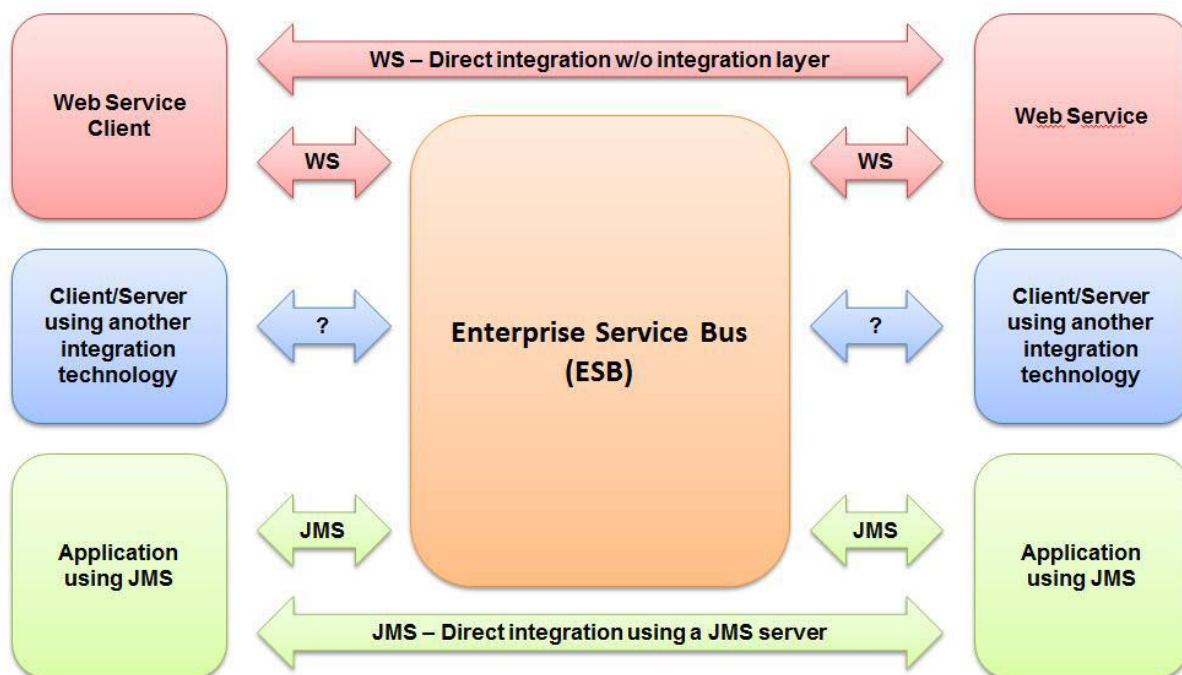 WS – Direct integration w/o integration layer
Web Service
Client
Web Service
WS
WS
Client/Server
using another
integration
technology
?
Enterprise Service Bus
(ESB)
?
Client/Server
using another
integration
technology
JMS
JMS
Application
using JMS
Application
using JMS
JMS – Direct integration using a JMS server